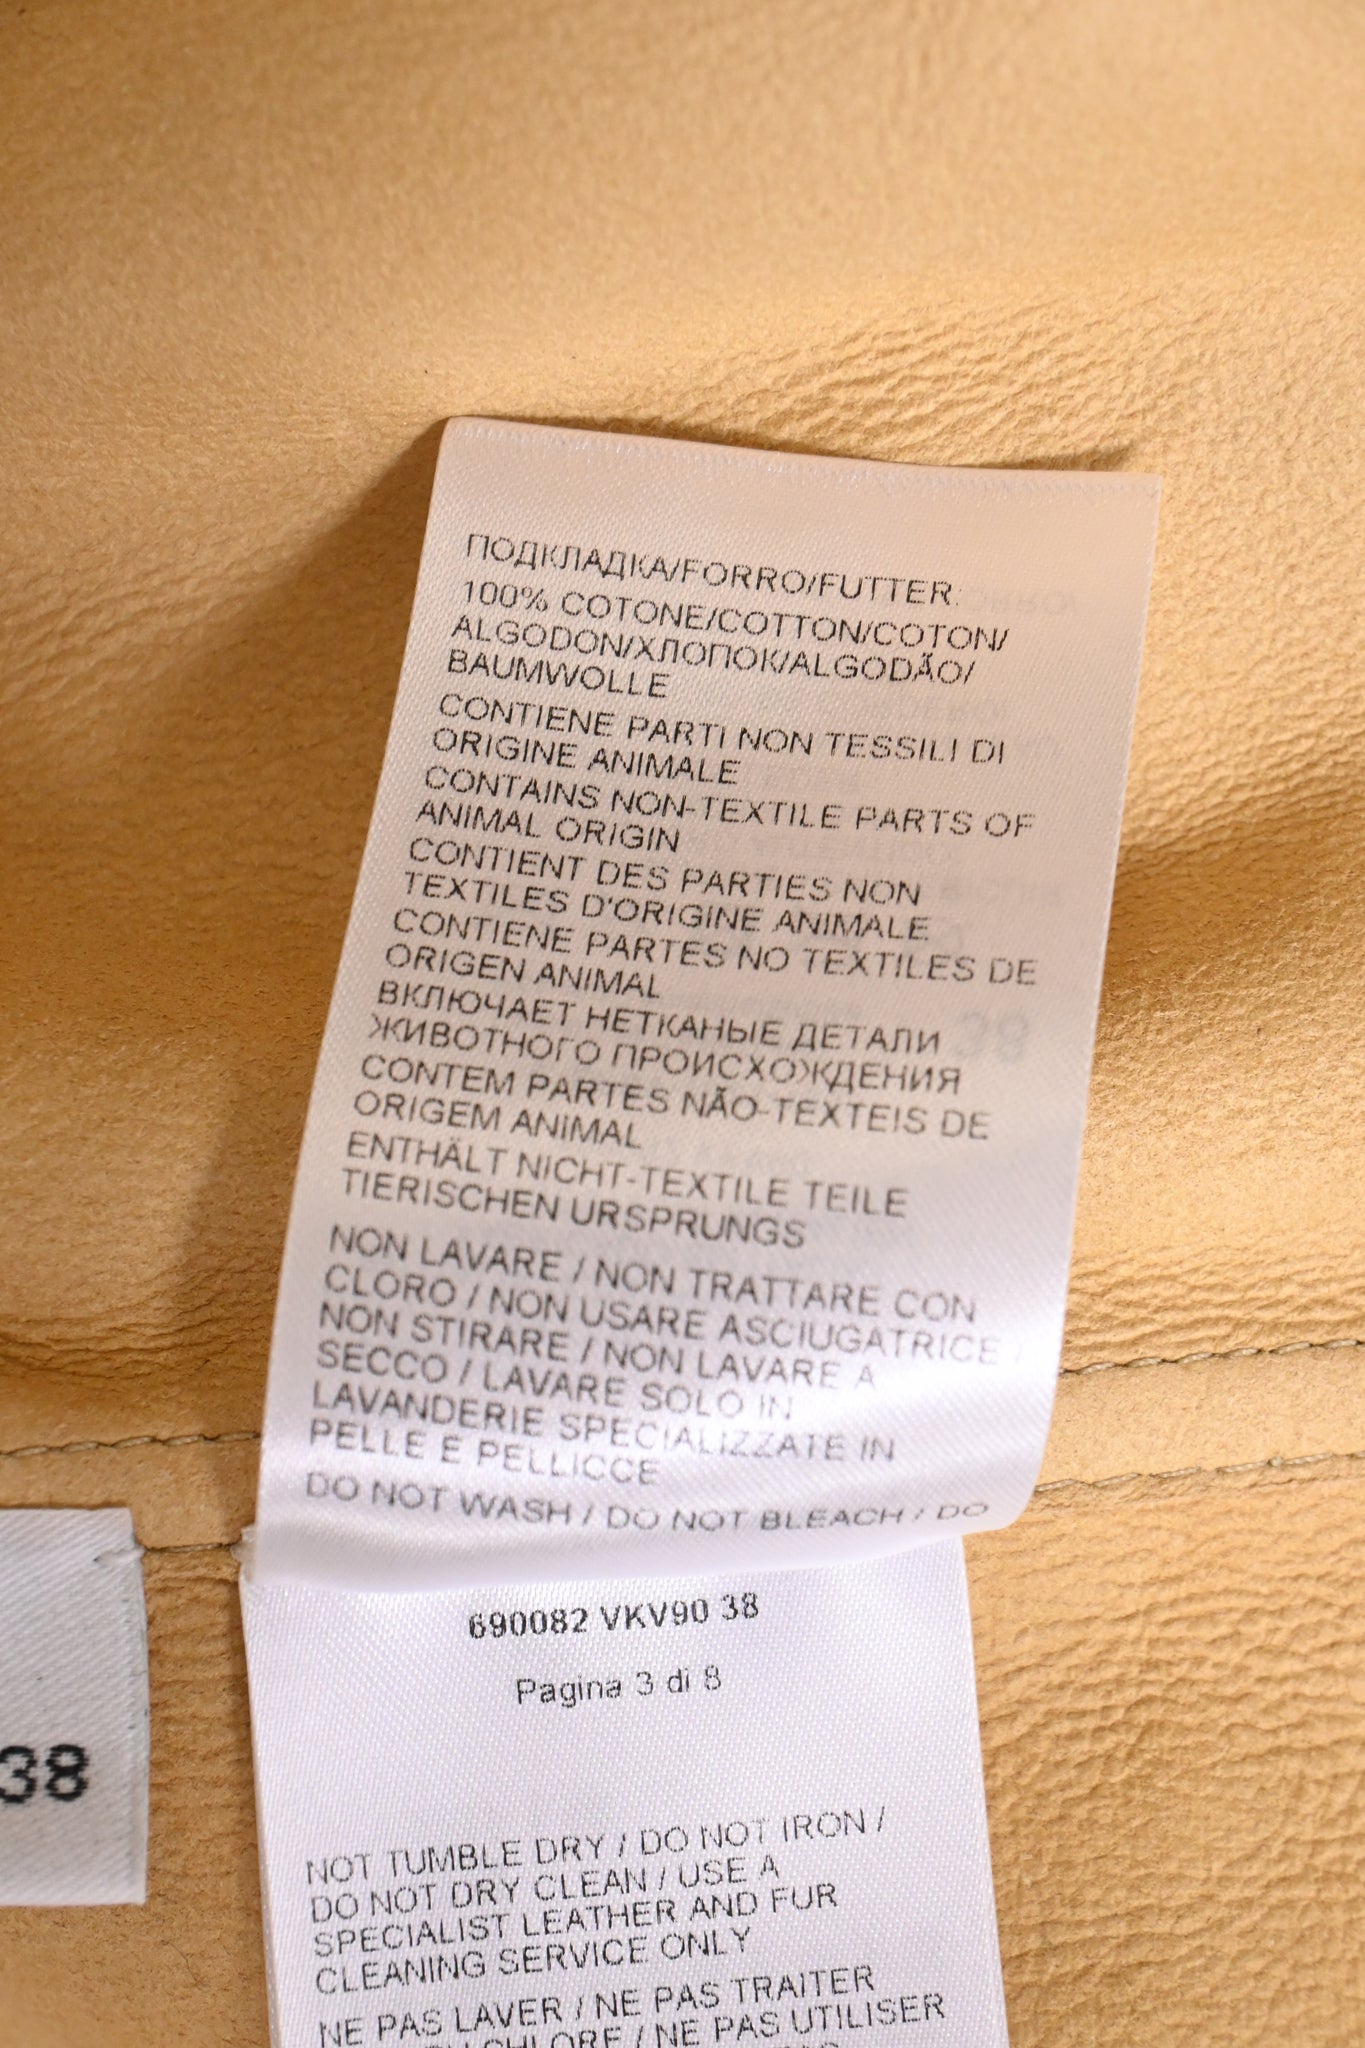 ПОДКЛАДКА/FORRO/FUTTER:
100% COTONE/COTTON/COTON/
ALGODON/ХЛОПОК/ALGODÃO/
BAUMWOLLE
CONTIENE PARTI NON TESSILI DI
ORIGINE ANIMALE
CONTAINS NON-TEXTILE PARTS OF
ANIMAL ORIGIN
CONTIENT DES PARTIES NON
TEXTILES D'ORIGINE ANIMALE
CONTIENE PARTES NO TEXTILES DE
ORIGEN ANIMAL
ВКЛЮЧАЕТ НЕТКАНЫЕ ДЕТАЛИ
ЖИВОТНОГО ПРОИСХОЖДЕНИЯ
CONTEM PARTES NÃO-TEXTEIS DE
ORIGEM ANIMAL
ENTHÄLT NICHT-TEXTILE TEILE
TIERISCHEN URSPRUNGS
NON LAVARE / NON TRATTARE CON
CLORO / NON USARE ASCIUGATRICE /
NON STIRARE / NON LAVARE A
SECCO / LAVARE SOLO IN
LAVANDERIE SPECIALIZZATE IN
PELLE E PELLICCE
DO NOT WASH / DO NOT BLEACH / DO
690082 VKV90 38
Pagina 3 di 8
38
NOT TUMBLE DRY / DO NOT IRON /
DO NOT DRY CLEAN / USE A
SPECIALIST LEATHER AND FUR
CLEANING SERVICE ONLY
NE PAS LAVER / NE PAS TRAITER
CHLORE / NE PAS UTILISER